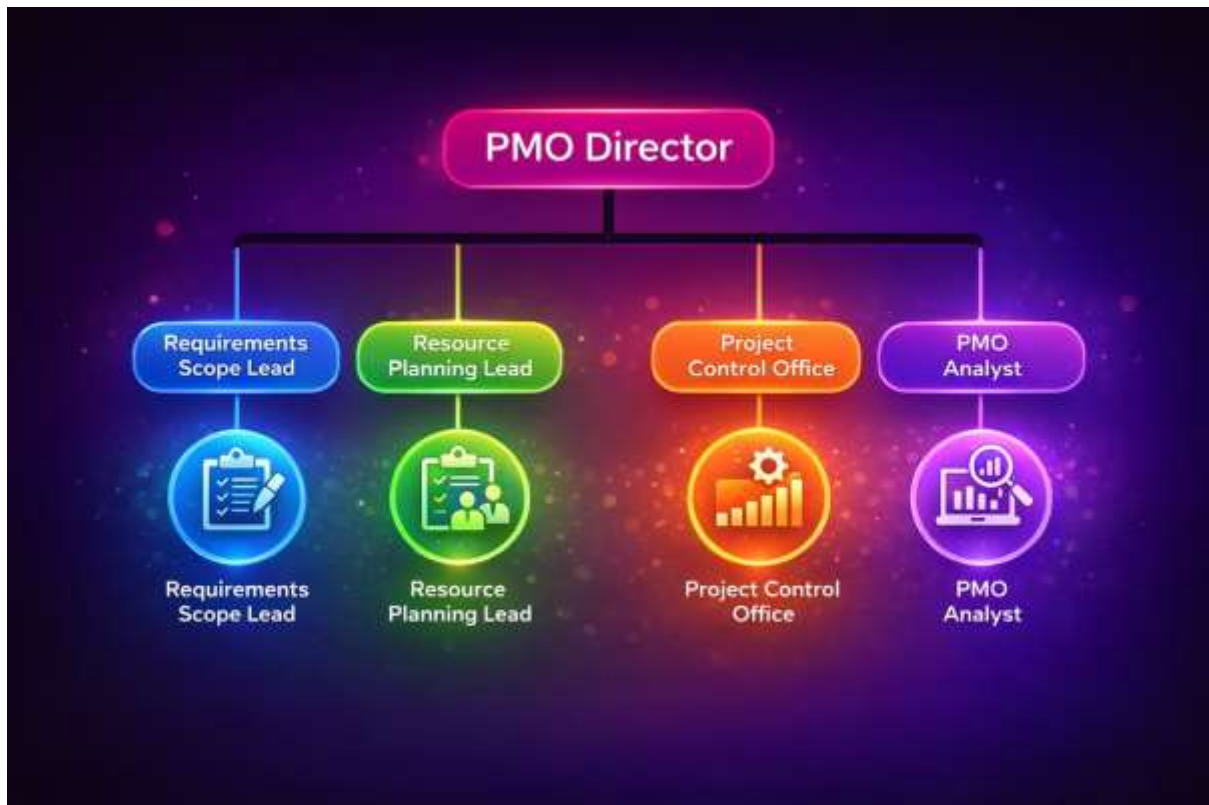 PMO Director
Requirements
Scope Lead
Resource
Planning Lead
Project
Control Office
PMO
Analyst
Requirements
Scope Lead
Resource
Planning Lead
Project Control
Office
PMO
Analyst